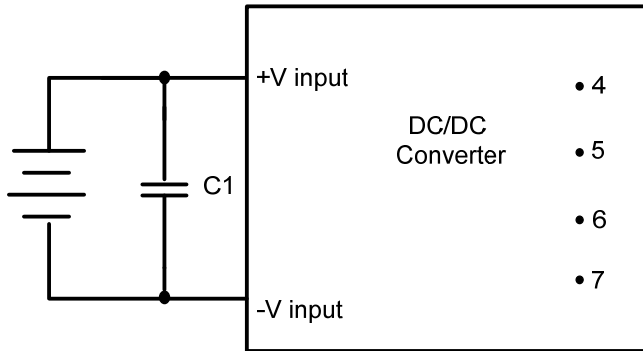 +V input
DC/DC
Converter
4
5
C1
6
7
-V input